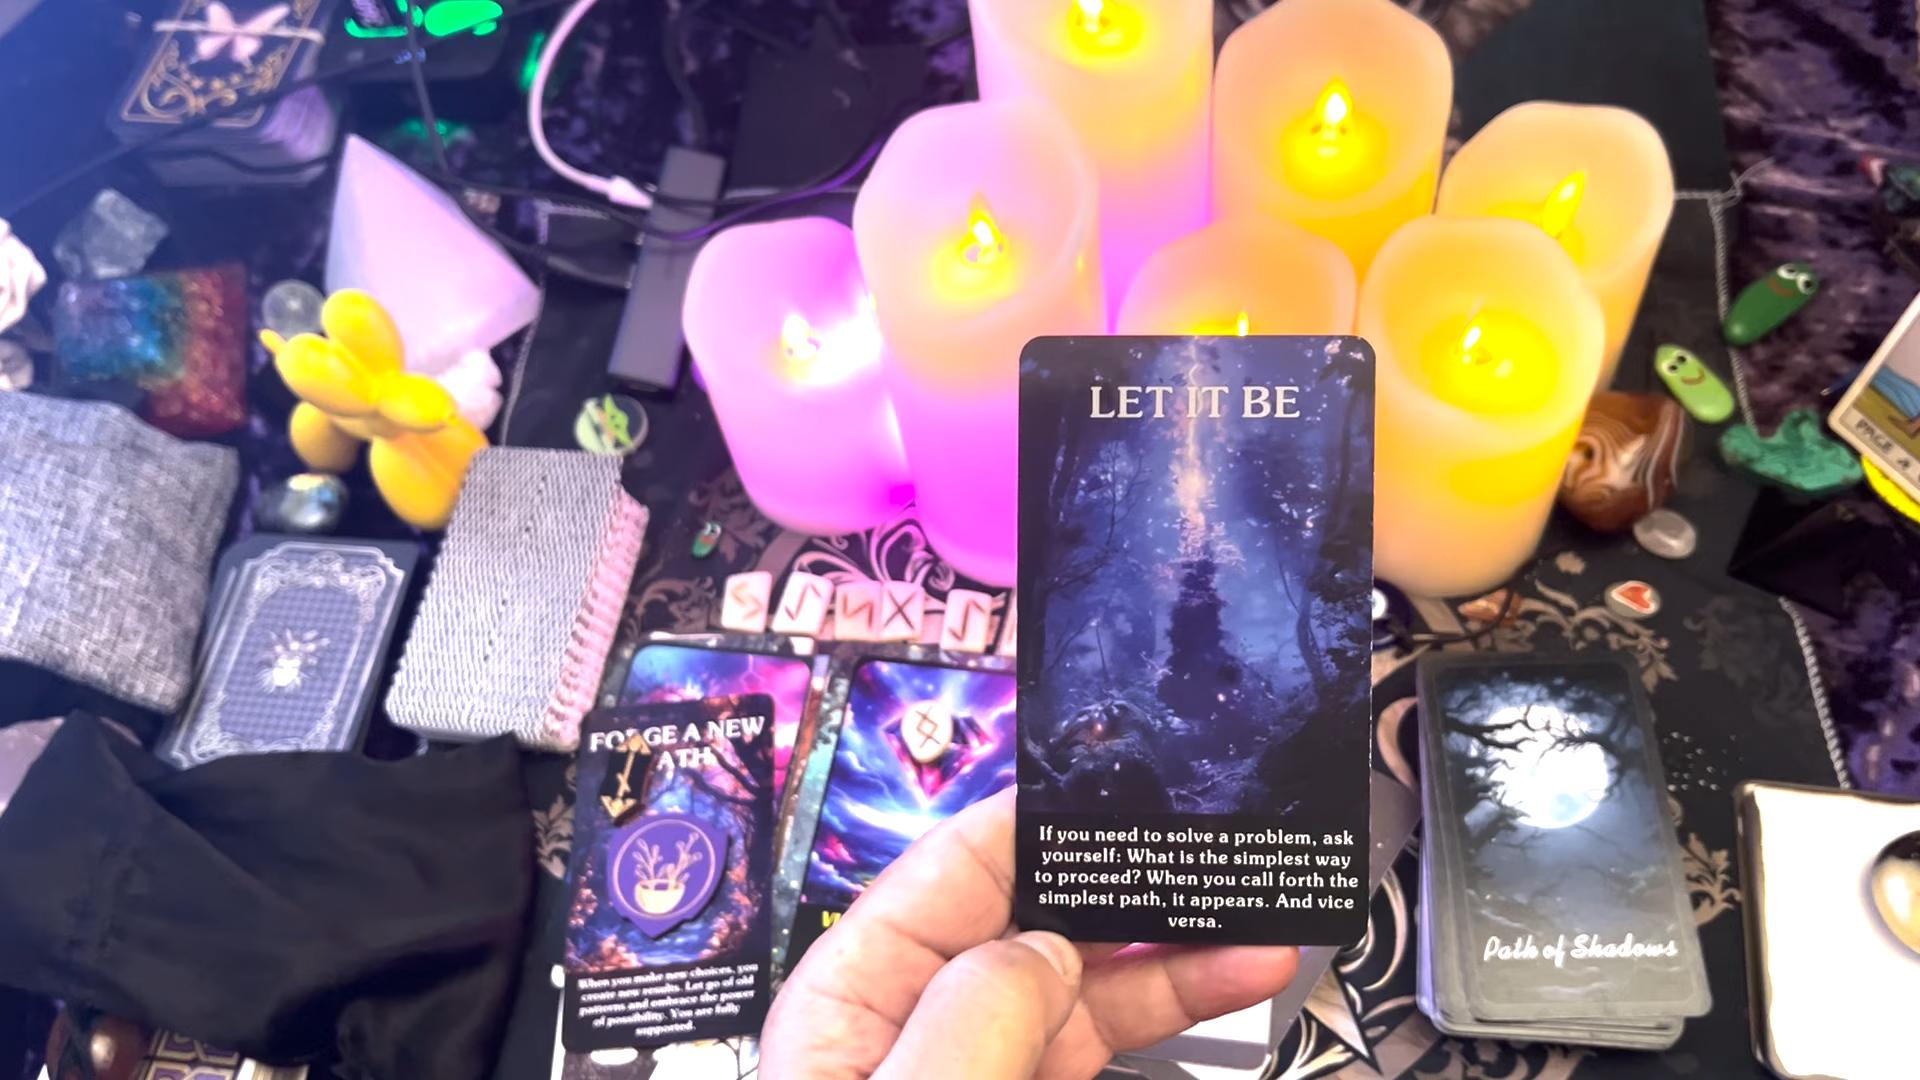 LET IT BE
If you need to solve a problem, ask
yourself: What is the simplest way
to proceed? When you call forth the
simplest path, it appears. And vice
versa.
FORGE A NEW
PATH
When you make new choices, you
create new results. Let go of old
patterns and embrace the power
of possibility. You are fully
supported.
Path of Shadows
PAGE